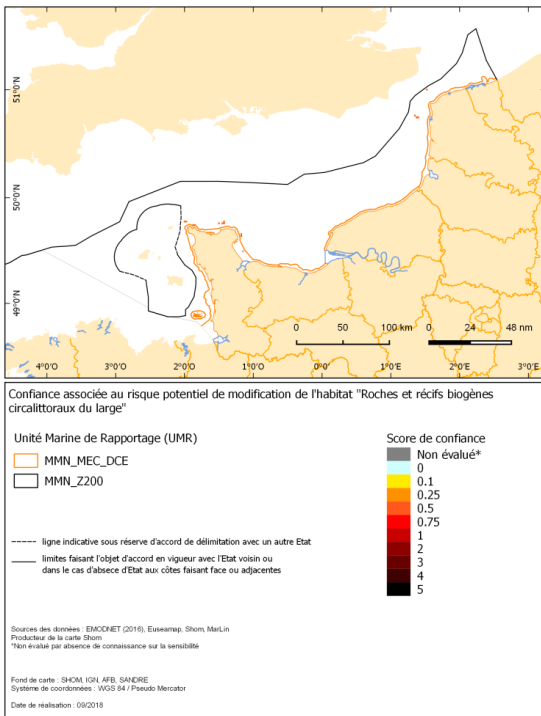 51°0'N
50°0'N
49°0'N
0 50 100 km 0 24 48 nm
4°0'O 3°0'O 2°0'O 1°0'O 0°0'E 1°0'E 2°0'E 3°0'E
Confiance associée au risque potentiel de modification de l'habitat "Roches et récifs biogènes
circalittoraux du large"
Unité Marine de Rapportage (UMR)
MMN_MEC_DCE
MMN_Z200
ligne indicative sous réserve d'accord de délimitation avec un autre Etat
limites faisant l'objet d'accord en vigueur avec l'Etat voisin ou
dans le cas d'absece d'Etat aux côtes faisant face ou adjacentes
Score de confiance
Non évalué*
0
0.1
0.25
0.5
0.75
1
2
3
4
5
Sources des données : EMODNET (2016), Euseamap, Shom, MarLin
Producteur de la carte Shom
*Non évalué par absence de connaissance sur la sensibilité
Fond de carte : SHOM, IGN, AFB, SANDRE
Système de coordonnées : WGS 84 / Pseudo Mercator
Date de réalisation : 09/2018